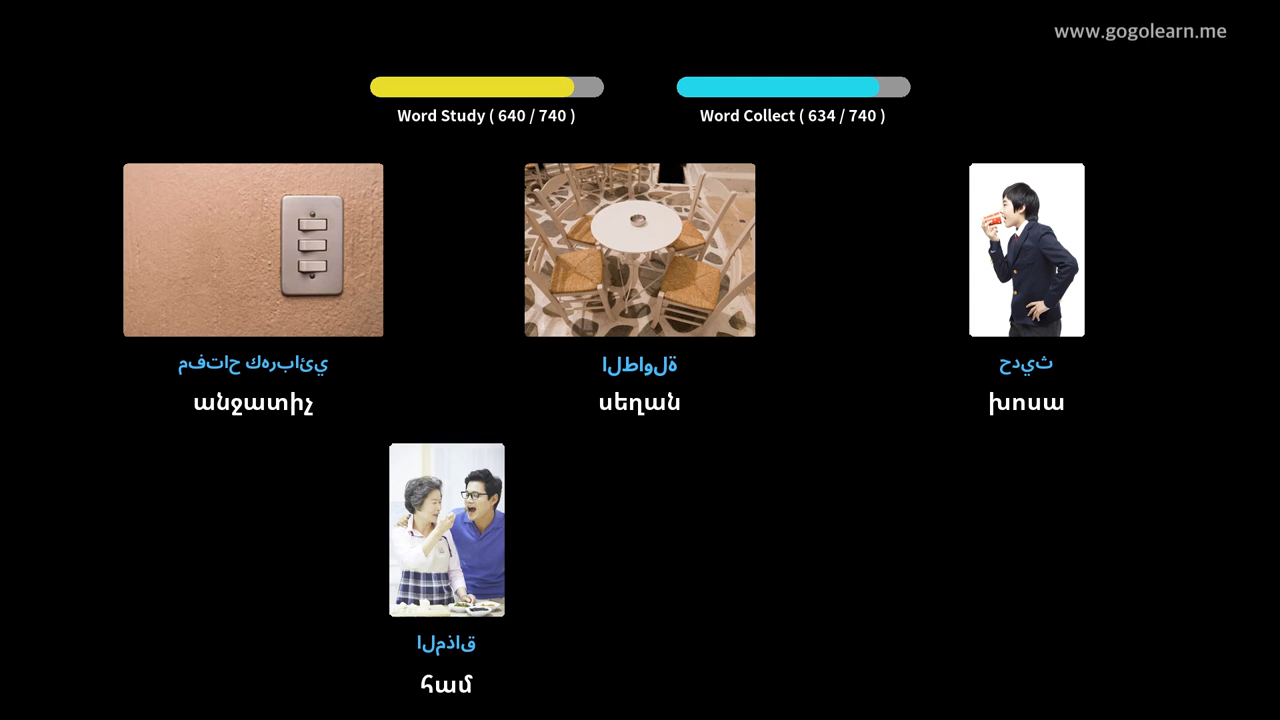 www.gogolearn.me
Word Study ( 640 / 740 )
Word Collect ( 634 / 740 )
مفتاح كهربائي
الطاولة
حديث
անջատիչ
սեղան
խոսա
المذاق
համ